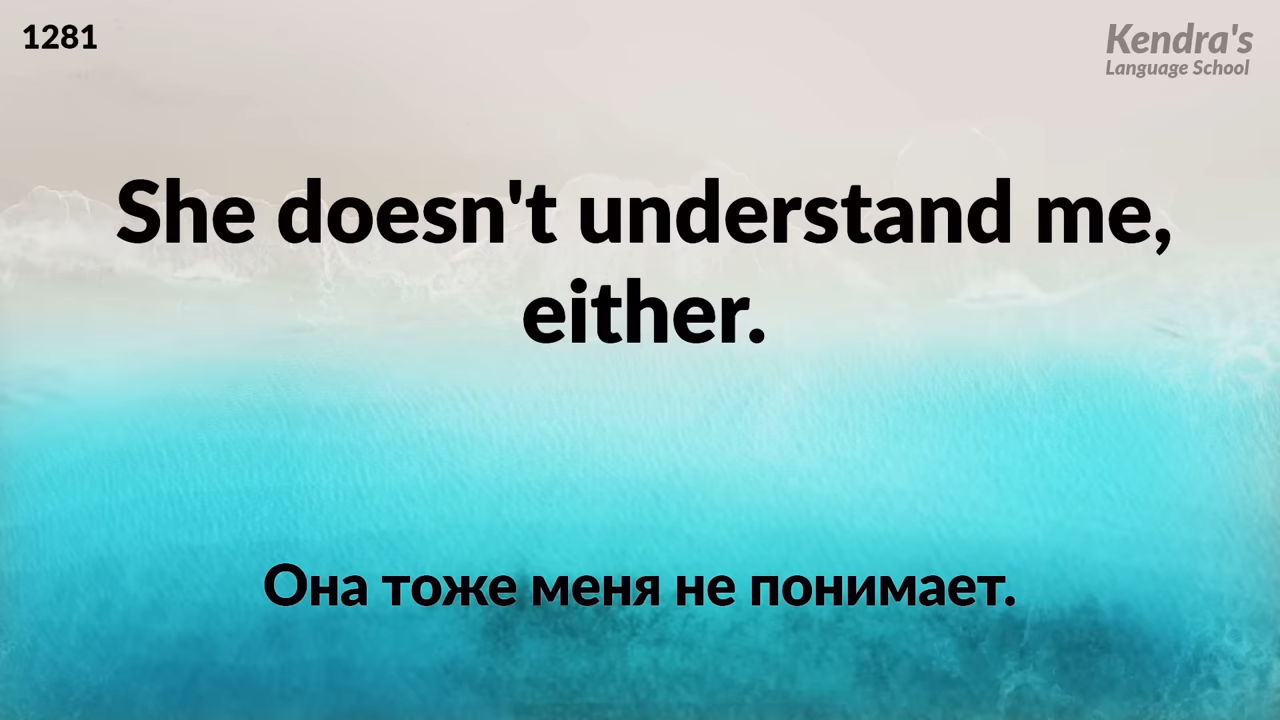 1281
Kendra's
Language School
She doesn't understand me,
either.
Она тоже меня не понимает.